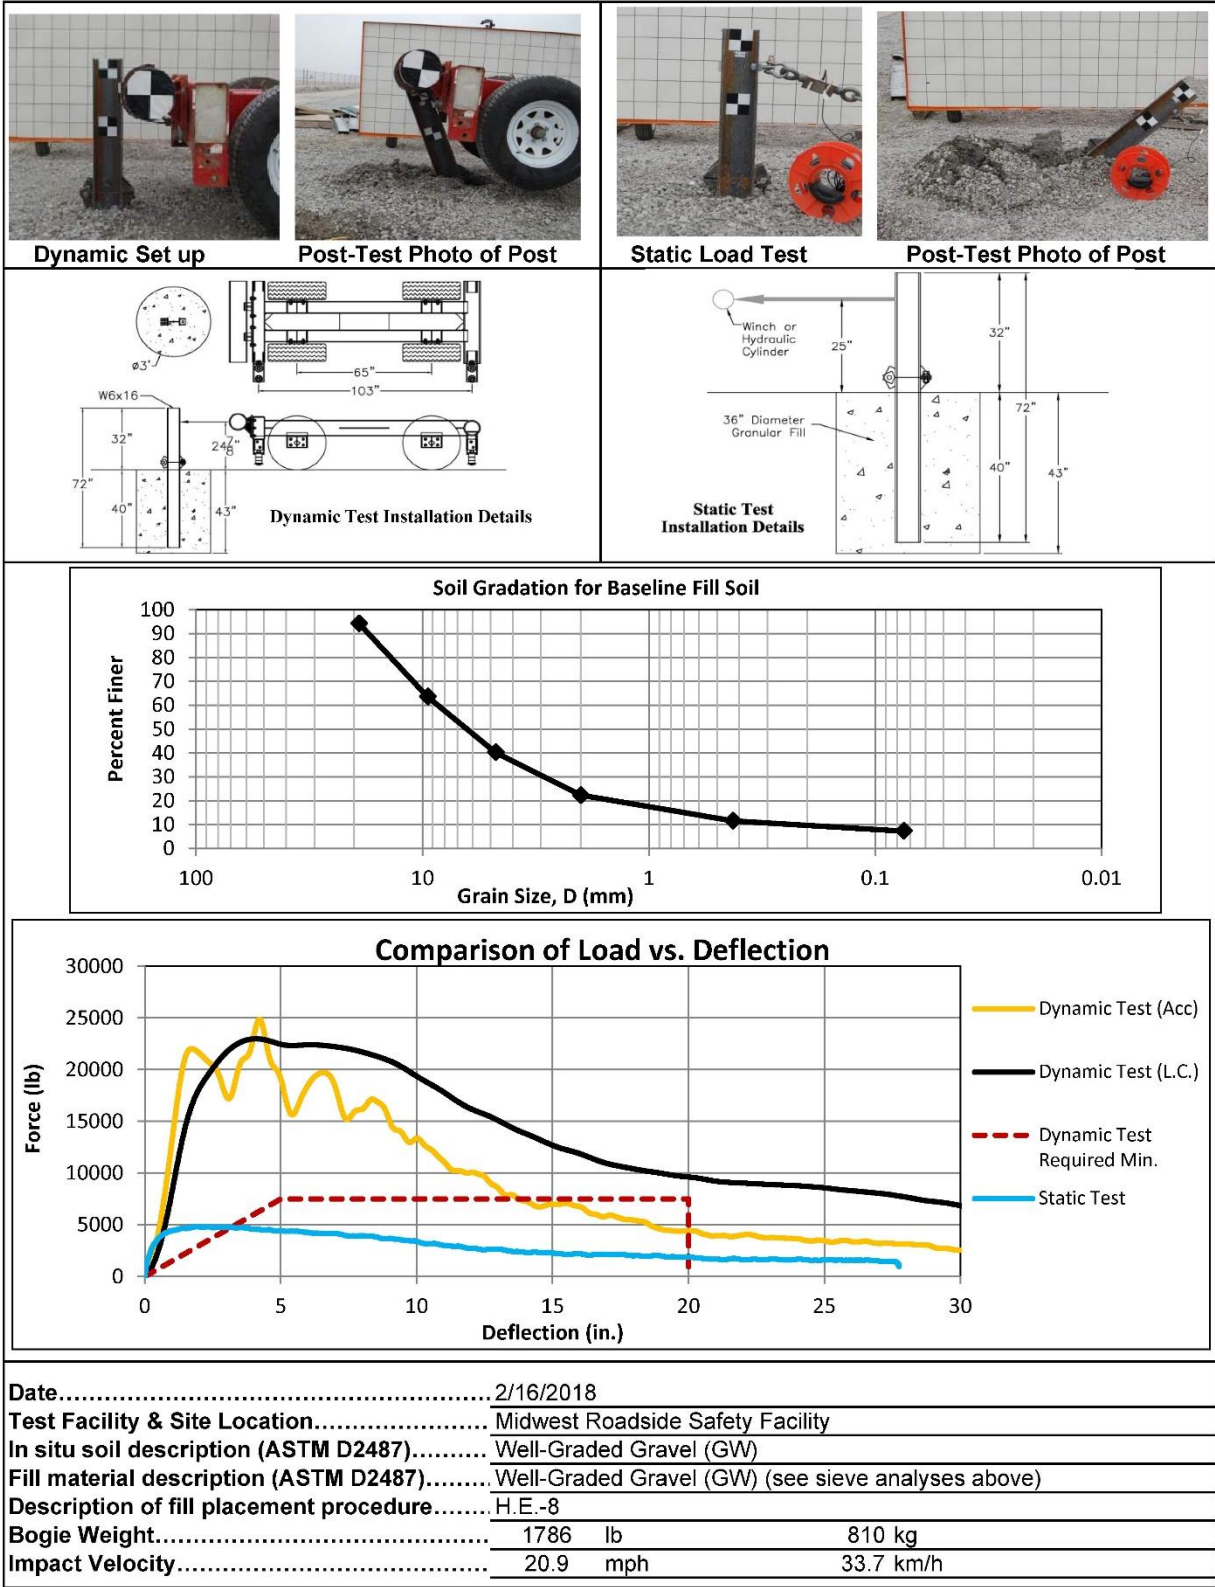 Dynamic Set up
Post-Test Photo of Post
Static Load Test
Post-Test Photo of Post
ø3'
65"
103"
W6x16
32"
24 7/8"
72"
40"
43"
Dynamic Test Installation Details
Winch or
Hydraulic
Cylinder
25"
32"
36" Diameter
Granular Fill
72"
40"
43"
Static Test
Installation Details
Soil Gradation for Baseline Fill Soil
Percent Finer
100
90
80
70
60
50
40
30
20
10
0
100 10 1 0.1 0.01
Grain Size, D (mm)
Comparison of Load vs. Deflection
Force (lb)
30000
25000
20000
15000
10000
5000
0
0 5 10 15 20 25 30
Deflection (in.)
Dynamic Test (Acc)
Dynamic Test (L.C.)
Dynamic Test
Required Min.
Static Test
Date.................................................. 2/16/2018
Test Facility & Site Location.................... Midwest Roadside Safety Facility
In situ soil description (ASTM D2487).......... Well-Graded Gravel (GW)
Fill material description (ASTM D2487)........ Well-Graded Gravel (GW) (see sieve analyses above)
Description of fill placement procedure....... H.E.-8
Bogie Weight........................................ 1786 lb 810 kg
Impact Velocity..................................... 20.9 mph 33.7 km/h